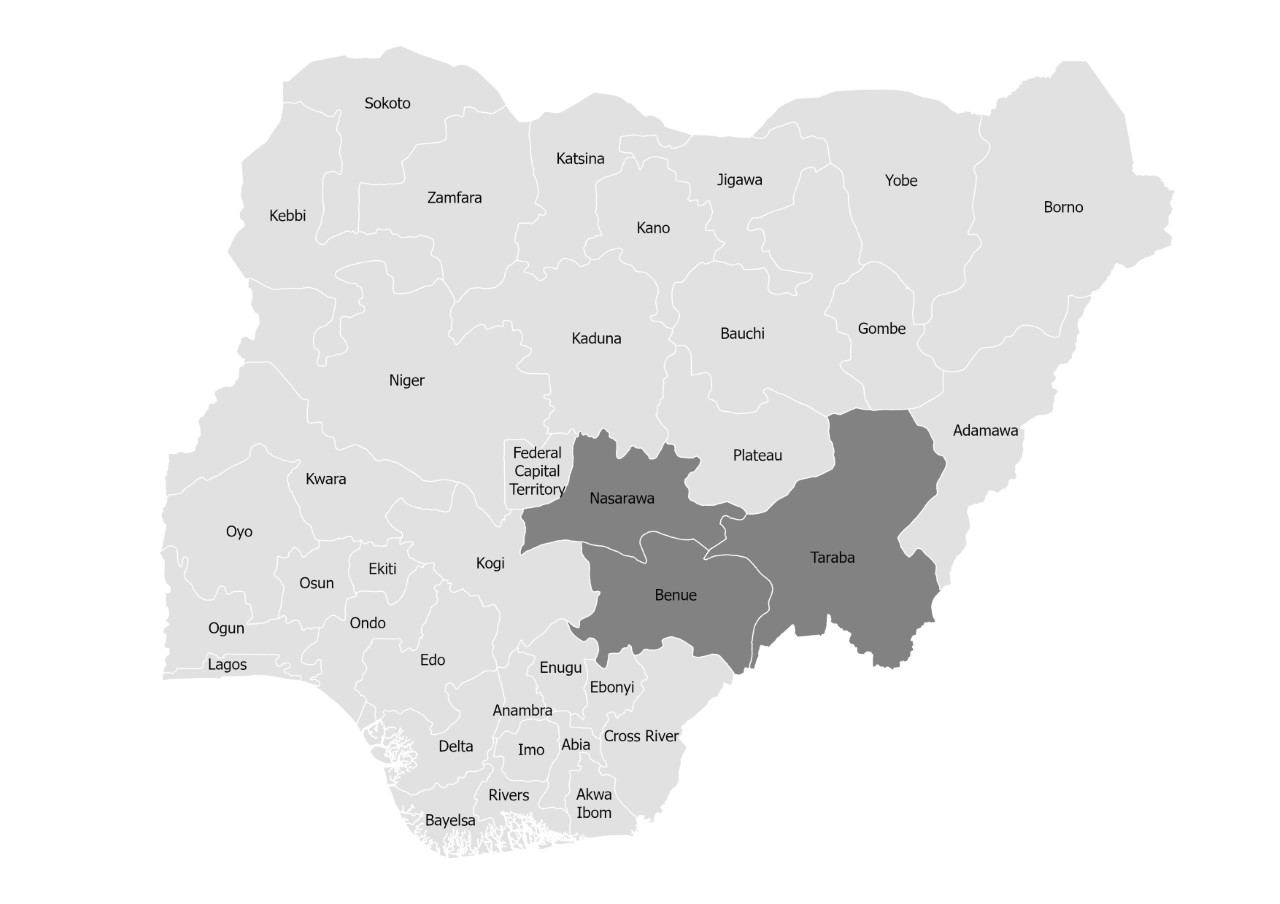 Sokoto
Katsina
Jigawa
Yobe
Zamfara
Borno
Kebbi
Kano
Gombe
Bauchi
Kaduna
Niger
Adamawa
Federal
Capital
Territory
Plateau
Kwara
Nasarawa
Oyo
Taraba
Kogi
Ekiti
Osun
Benue
Ondo
Ogun
Edo
Lagos
Enugu
Ebonyi
Anambra
Cross River
Abia
Delta
Imo
Rivers
Akwa
Ibom
Bayelsa